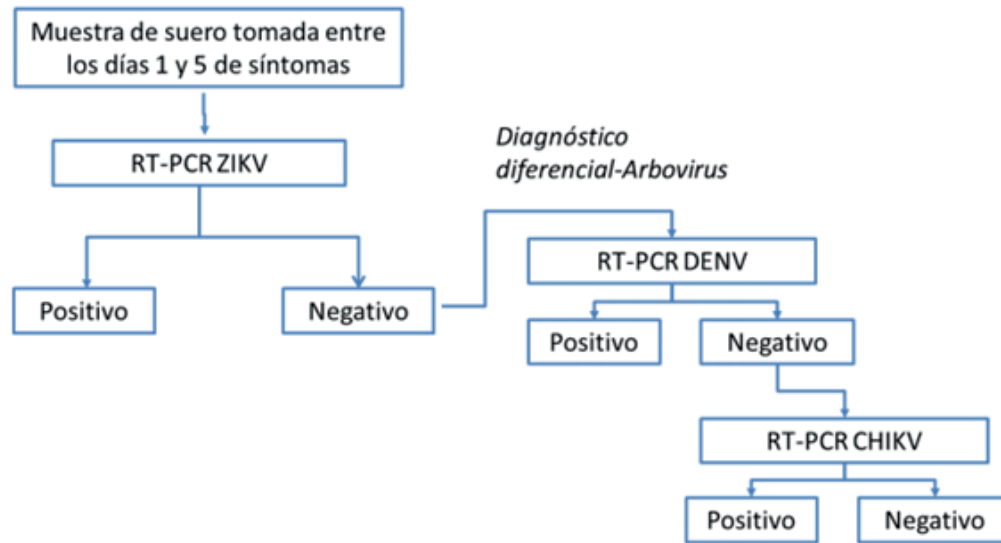 Muestra de suero tomada entre
los días 1 y 5 de síntomas
RT-PCR ZIKV
Positivo
Negativo
Diagnóstico
diferencial-Arbovirus
RT-PCR DENV
Positivo
Negativo
RT-PCR CHIKV
Positivo
Negativo